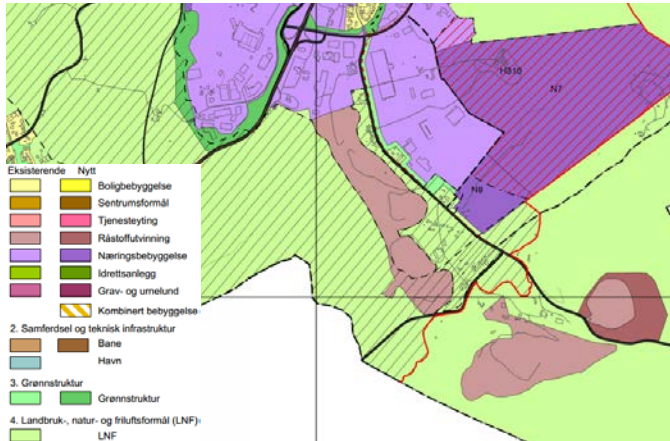 H310
N7
N8
Eksisterende Nytt
Boligbebyggelse
Sentrumsformål
Tjenesteyting
Råstoffutvinning
Næringsbebyggelse
Idrettsanlegg
Grav- og urnelund
Kombinert bebyggelse
2. Samferdsel og teknisk infrastruktur
Bane
Havn
3. Grønnstruktur
Grønnstruktur
4. Landbruk-, natur- og friluftsformål (LNF)
LNF